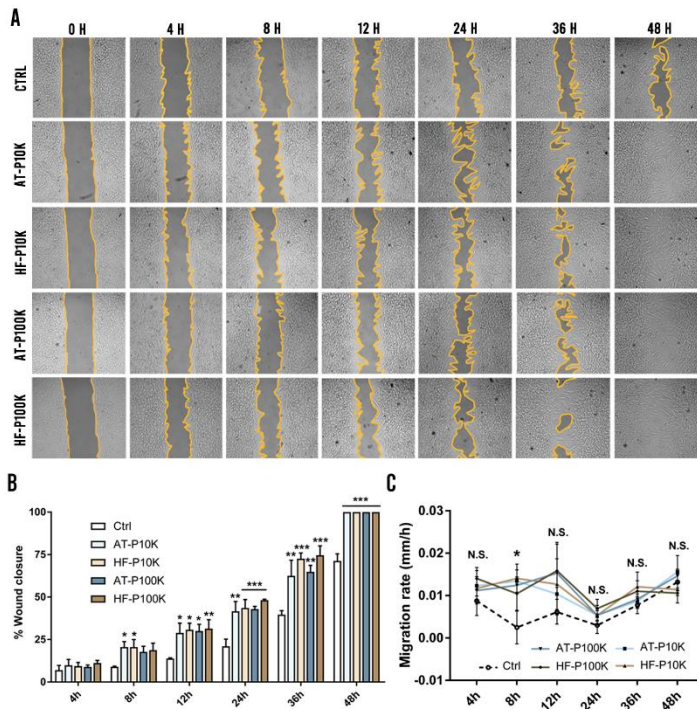 A
0 H 4 H 8 H 12 H 24 H 36 H 48 H
CTRL
AT-P10K
HF-P10K
AT-P100K
HF-P100K
B
% Wound closure
100
75
50
25
0
Ctrl
AT-P10K
HF-P10K
AT-P100K
HF-P100K
* *
* * * **
** ***
** *** ** ***
***
4h 8h 12h 24h 36h 48h
C
Migration rate (mm/h)
0.03
0.02
0.01
0.00
-0.01
N.S. * N.S. N.S. N.S. N.S.
AT-P100K AT-P10K
Ctrl HF-P100K HF-P10K
4h 8h 12h 24h 36h 48h